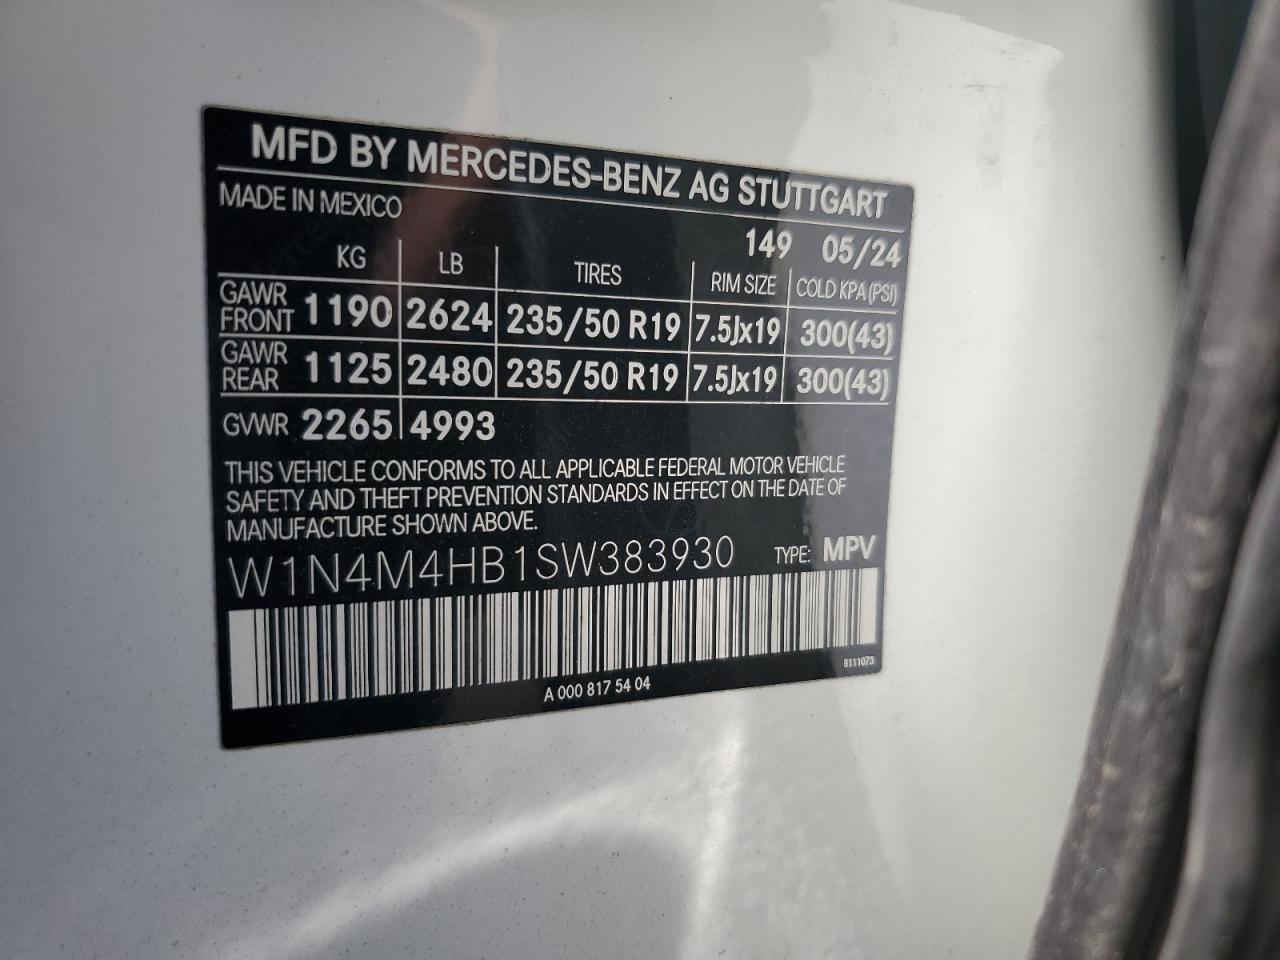 MFD BY MERCEDES-BENZ AG STUTTGART
MADE IN MEXICO
149 05/24
KG LB TIRES RIM SIZE COLD KPA (PSI)
GAWR FRONT 1190 2624 235/50 R19 7.5Jx19 300(43)
GAWR REAR 1125 2480 235/50 R19 7.5Jx19 300(43)
GVWR 2265 4993
THIS VEHICLE CONFORMS TO ALL APPLICABLE FEDERAL MOTOR VEHICLE
SAFETY AND THEFT PREVENTION STANDARDS IN EFFECT ON THE DATE OF
MANUFACTURE SHOWN ABOVE.
W1N4M4HB1SW383930 TYPE: MPV
8111073
A 000 817 54 04